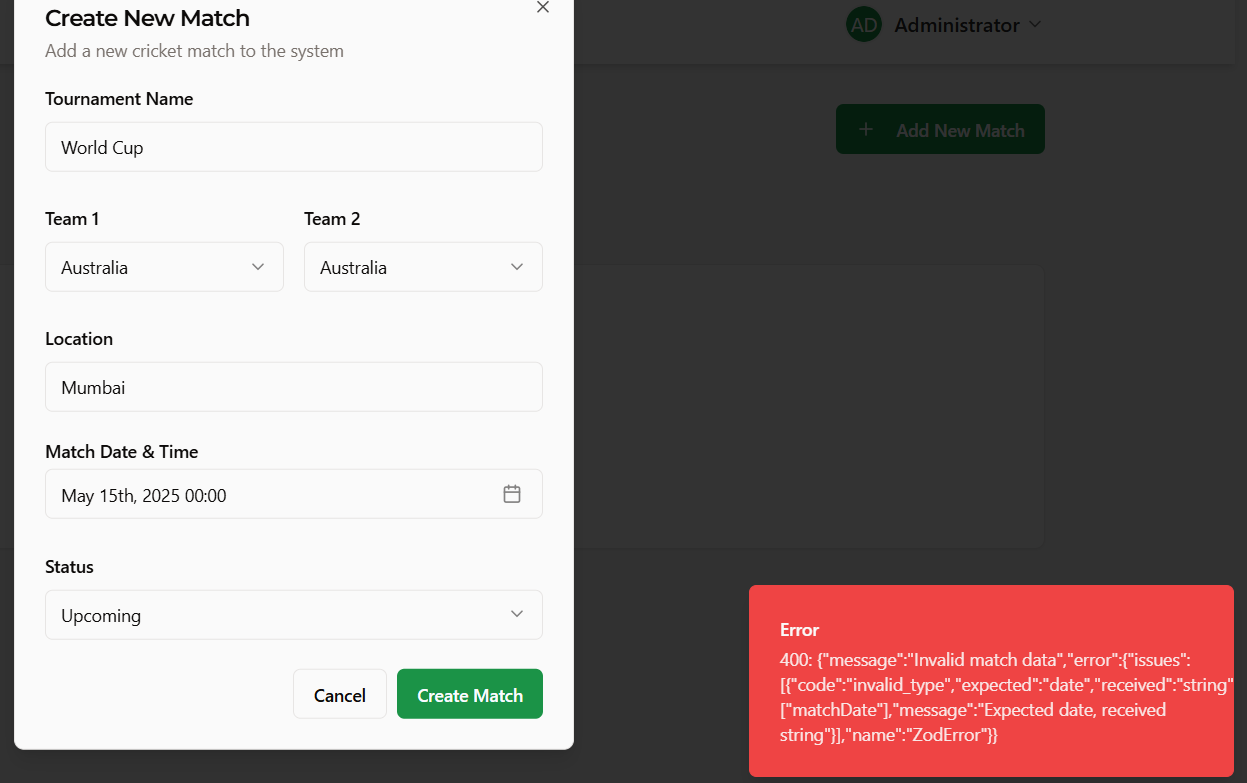 Create New Match
Add a new cricket match to the system
Tournament Name
World Cup
Team 1
Team 2
Australia
Australia
Location
Mumbai
Match Date & Time
May 15th, 2025 00:00
Status
Upcoming
Cancel
Create Match
AD
Administrator
+ Add New Match
Error
400: {"message":"Invalid match data","error":{"issues":
[{"code":"invalid_type","expected":"date","received":"string"
["matchDate"],"message":"Expected date, received
string"}],"name":"ZodError"}}